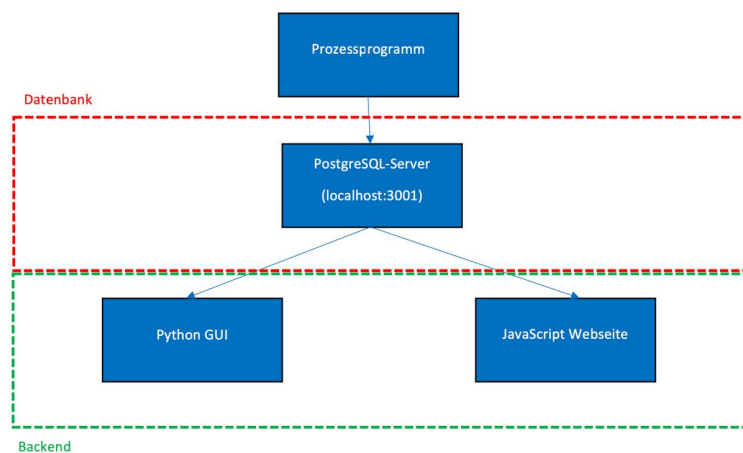 Prozessprogramm
Datenbank
PostgreSQL-Server
(localhost:3001)
Python GUI
JavaScript Webseite
Backend